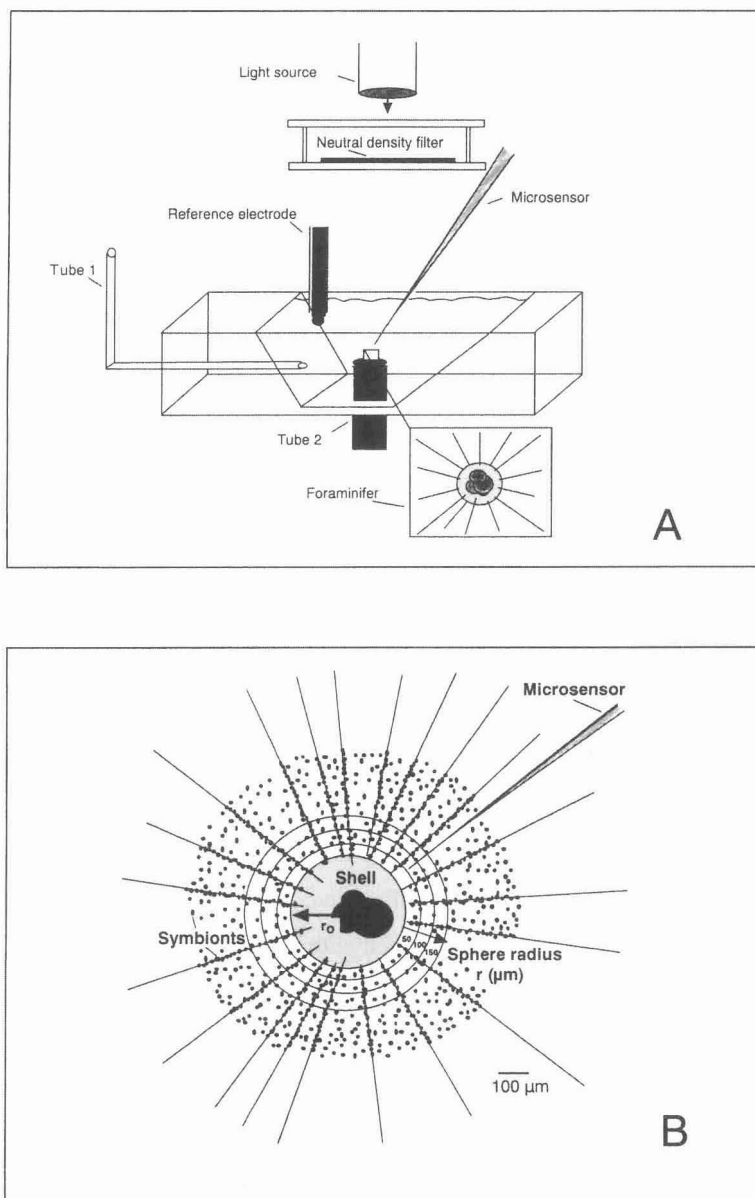 Light source
Neutral density filter
Microsensor
Reference electrode
Tube 1
Tube 2
Foraminifer
A
Microsensor
Shell
r₀
Symbionts
50 100 150
Sphere radius
r (µm)
100 µm
B